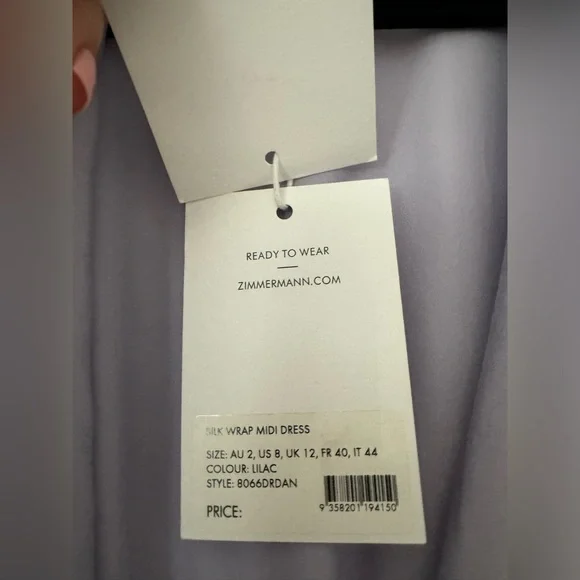 READY TO WEAR
ZIMMERMANN.COM
SILK WRAP MIDI DRESS
SIZE: AU 2, US 8, UK 12, FR 40, IT 44
COLOUR: LILAC
STYLE: 8066DRDAN
PRICE:
9 358201 194150